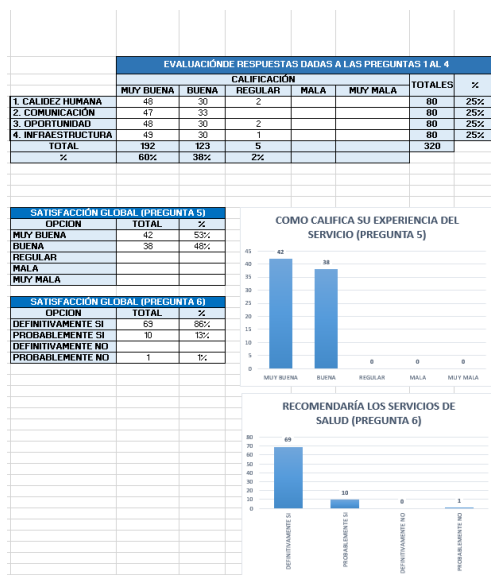 EVALUACIÓNDE RESPUESTAS DADAS A LAS PREGUNTAS 1 AL 4
CALIFICACIÓN TOTALES %
MUY BUENA BUENA REGULAR MALA MUY MALA
1. CALIDEZ HUMANA 48 30 2 80 25%
2. COMUNICACIÓN 47 33 80 25%
3. OPORTUNIDAD 48 30 2 80 25%
4. INFRAESTRUCTURA 49 30 1 80 25%
TOTAL 192 123 5 320
% 60% 38% 2%
SATISFACCIÓN GLOBAL (PREGUNTA 5)
OPCION TOTAL %
MUY BUENA 42 53%
BUENA 38 48%
REGULAR
MALA
MUY MALA
SATISFACCIÓN GLOBAL (PREGUNTA 6)
OPCION TOTAL %
DEFINITIVAMENTE SI 69 86%
PROBABLEMENTE SI 10 13%
DEFINITIVAMENTE NO
PROBABLEMENTE NO 1 1%
COMO CALIFICA SU EXPERIENCIA DEL
SERVICIO (PREGUNTA 5)
45
40
35
30
25
20
15
10
5
0
42 38 0 0 0
MUY BUENA BUENA REGULAR MALA MUY MALA
RECOMENDARÍA LOS SERVICIOS DE
SALUD (PREGUNTA 6)
80
70
60
50
40
30
20
10
0
69 10 0 1
DEFINITIVAMENTE SI
PROBABLEMENTE SI
DEFINITIVAMENTE NO
PROBABLEMENTE NO